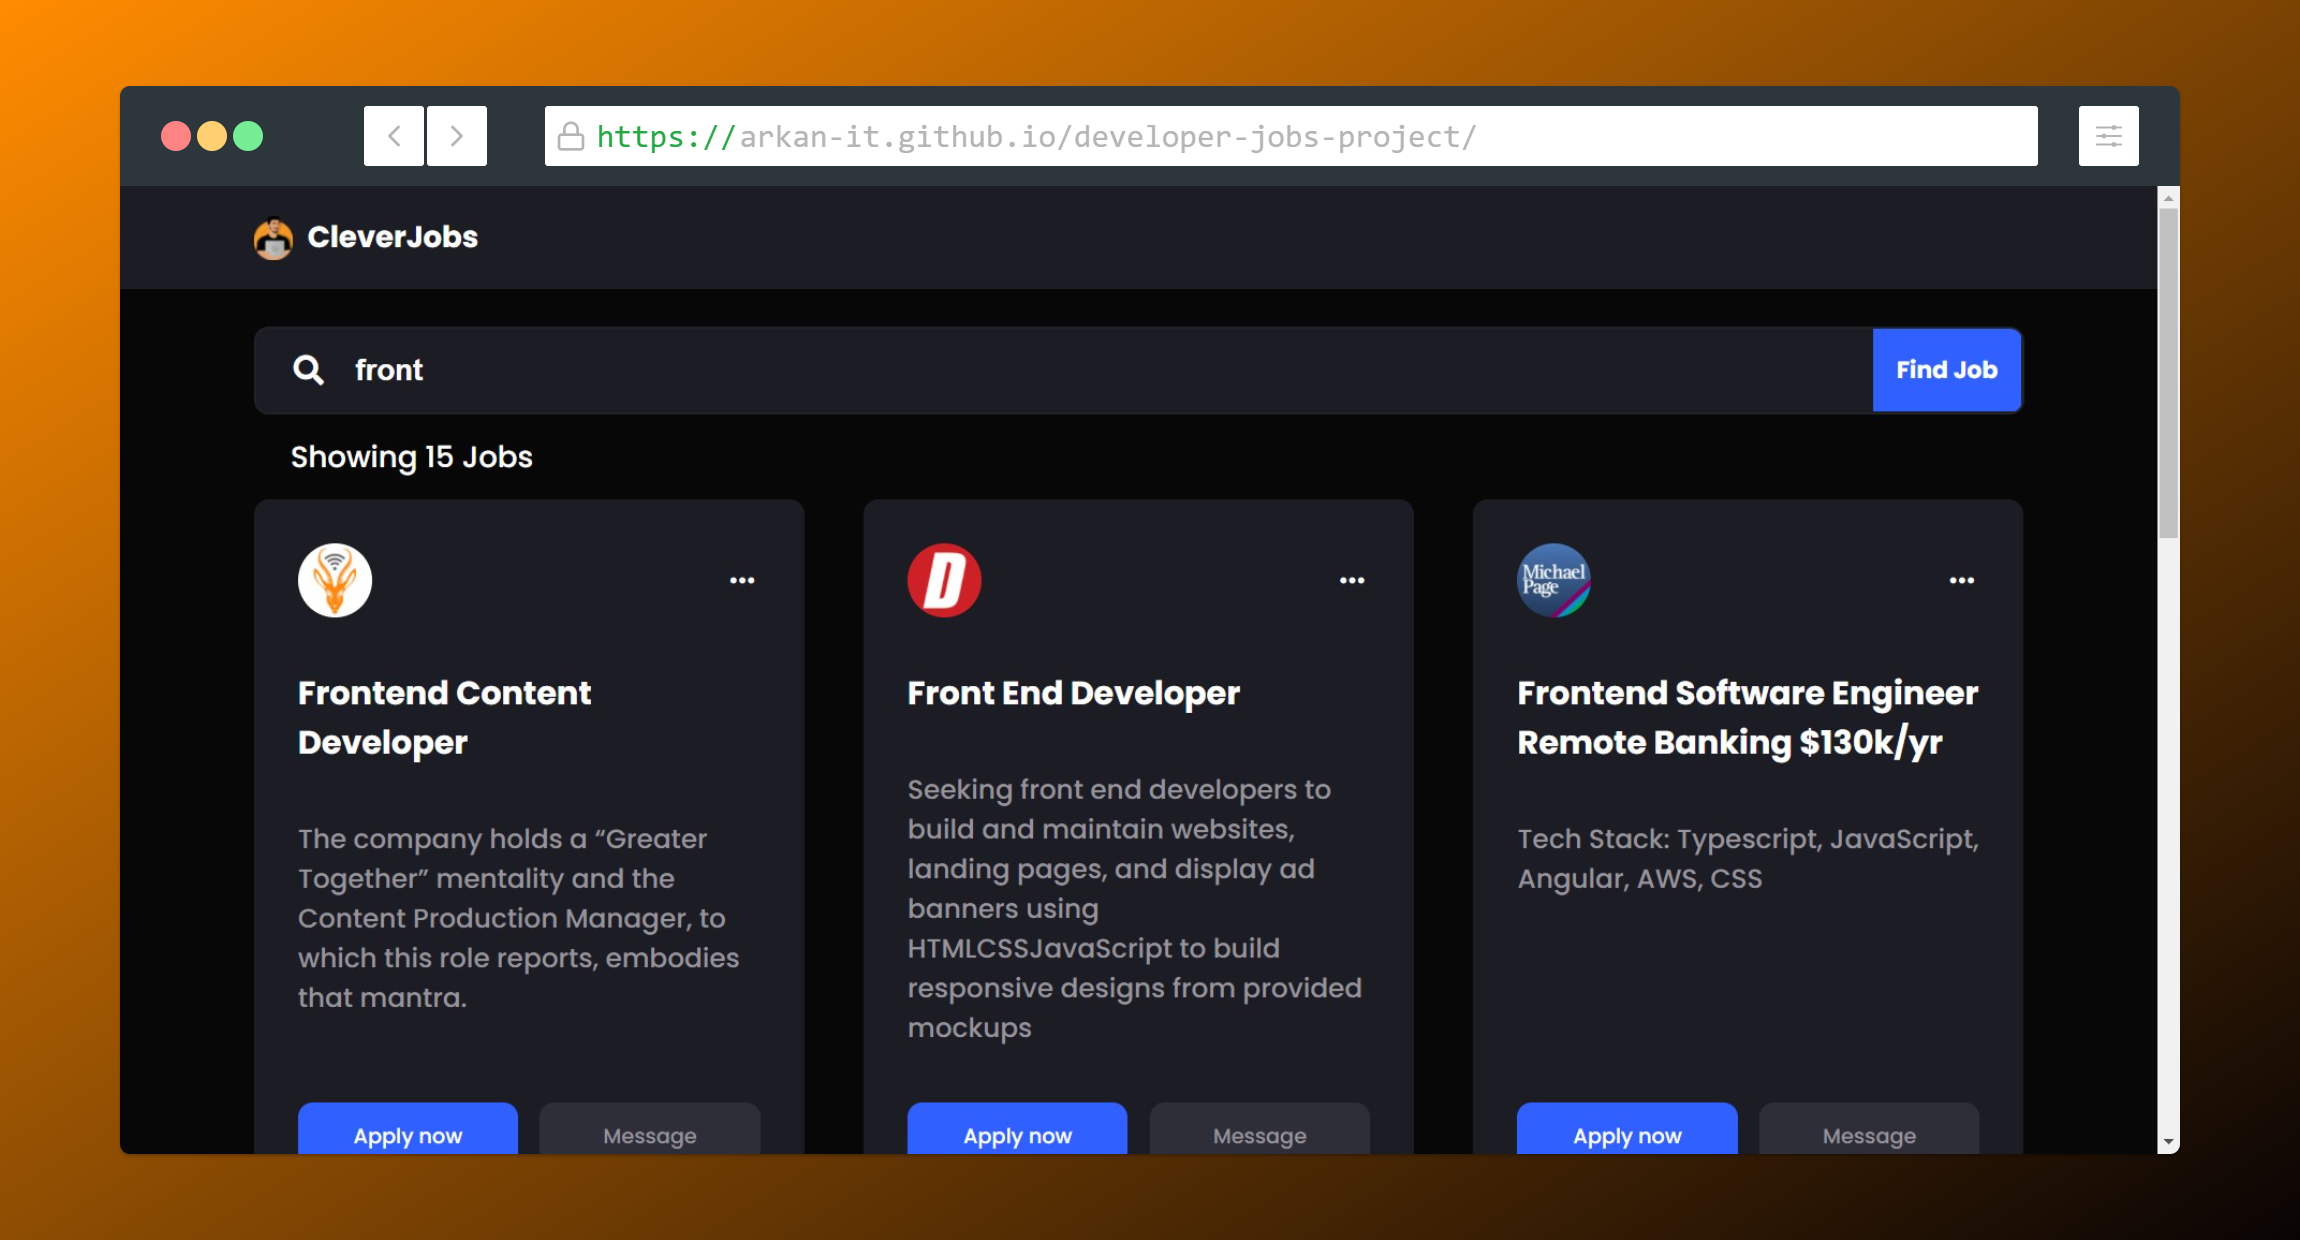 https://arkan-it.github.io/developer-jobs-project/
CleverJobs
front
Find Job
Showing 15 Jobs
Frontend Content
Developer
The company holds a “Greater
Together” mentality and the
Content Production Manager, to
which this role reports, embodies
that mantra.
Apply now
Message
D
Front End Developer
Seeking front end developers to
build and maintain websites,
landing pages, and display ad
banners using
HTMLCSSJavaScript to build
responsive designs from provided
mockups
Apply now
Message
Michael
Page
Frontend Software Engineer
Remote Banking $130k/yr
Tech Stack: Typescript, JavaScript,
Angular, AWS, CSS
Apply now
Message